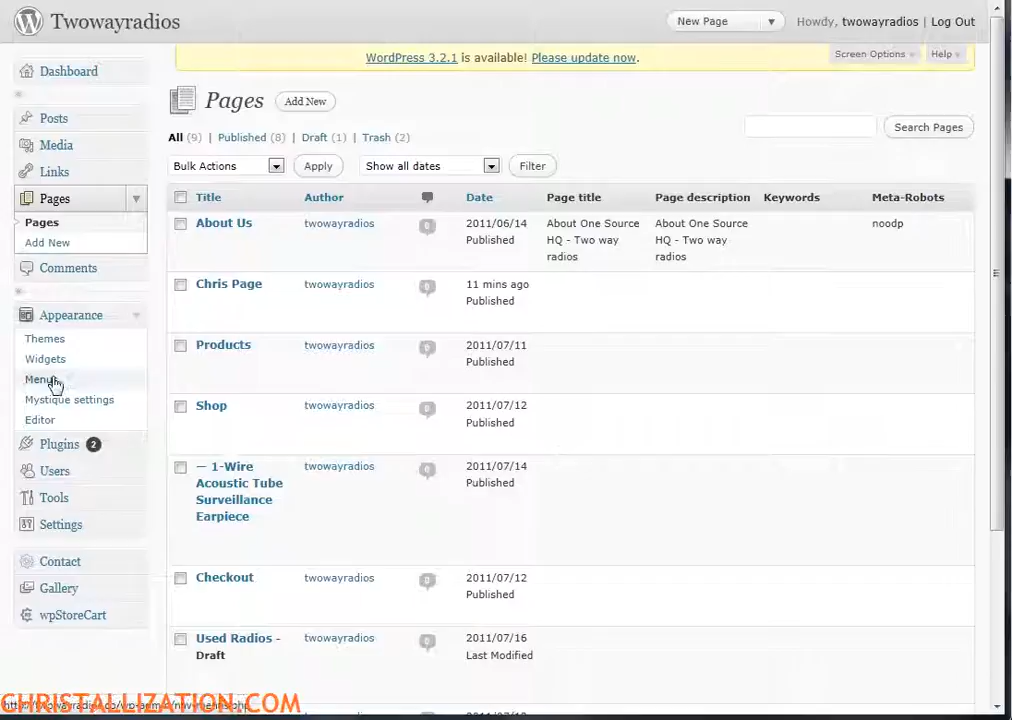 Twowayradios
New Page
Howdy, twowayradios | Log Out
WordPress 3.2.1 is available! Please update now.
Screen Options
Help
Dashboard
Posts
Media
Links
Pages
Pages
Add New
Comments
Appearance
Themes
Widgets
Menus
Mystique settings
Editor
Plugins 2
Users
Tools
Settings
Contact
Gallery
wpStoreCart
Pages Add New
All (9) | Published (8) | Draft (1) | Trash (2)
Search Pages
Bulk Actions Apply Show all dates Filter
Title Author Date Page title Page description Keywords Meta-Robots
About Us twowayradios 0 2011/06/14 About One Source About One Source noodp
Published HQ - Two way HQ - Two way
radios radios
Chris Page twowayradios 0 11 mins ago
Published
Products twowayradios 0 2011/07/11
Published
Shop twowayradios 0 2011/07/12
Published
— 1-Wire twowayradios 0 2011/07/14
Acoustic Tube Published
Surveillance
Earpiece
Checkout twowayradios 0 2011/07/12
Published
Used Radios - twowayradios 0 2011/07/16
Draft Last Modified
CHRISTALLIZATION.COM